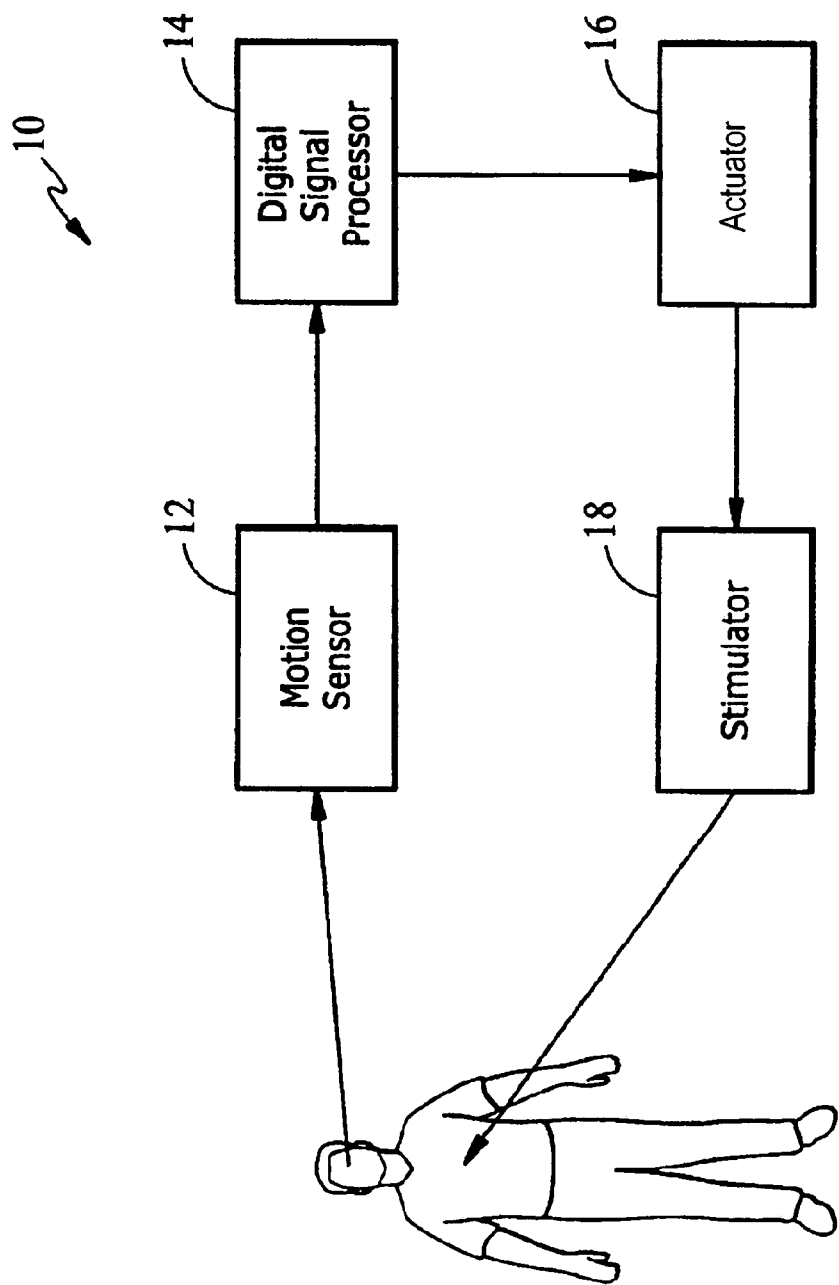 10
12
Motion
Sensor
14
Digital
Signal
Processor
18
Stimulator
16
Actuator